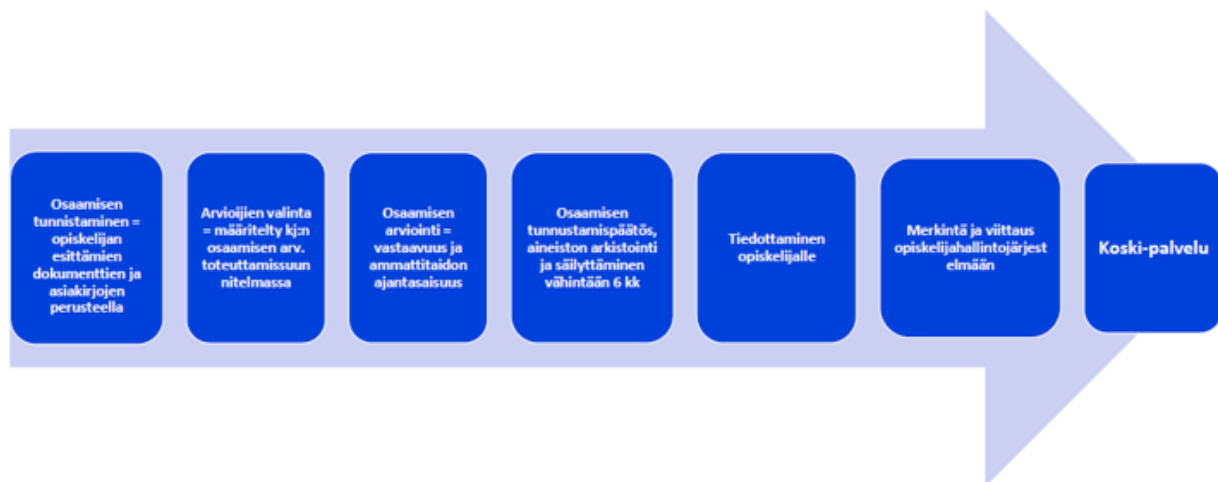 Osaamisen
tunnistaminen =
opiskelijan
esittämien
dokumenttien ja
asiakirjojen
perusteella
Arvioijien valinta
= määritelty kj:n
osaamisen arv.
toteuttamissuun
nitelmassa
Osaamisen
arviointi =
vastaavuus ja
ammattitaidon
ajantasaisuus
Osaamisen
tunnustamispäätös,
aineiston arkistointi
ja säilyttäminen
vähintään 6 kk
Tiedottaminen
opiskelijalle
Merkintä ja viittaus
opiskelijahallintojärjest
elmään
Koski-palvelu